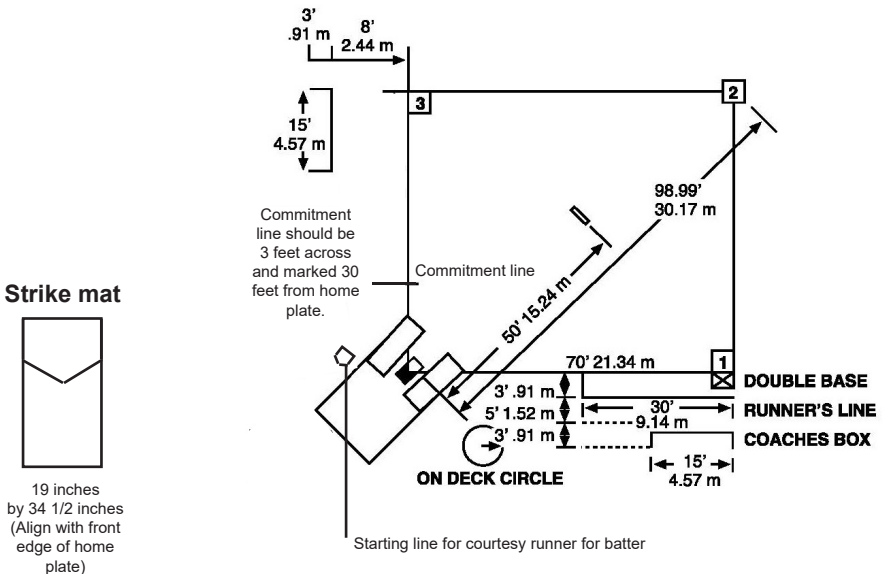 3'
.91 m
8'
2.44 m
3
2
15'
4.57 m
98.99'
30.17 m
Commitment
line should be
3 feet across
and marked 30
feet from home
plate.
Commitment line
Strike mat
50' 15.24 m
70' 21.34 m
1
DOUBLE BASE
3' .91 m
30'
RUNNER'S LINE
5' 1.52 m
9.14 m
3' .91 m
COACHES BOX
15'
4.57 m
ON DECK CIRCLE
19 inches
by 34 1/2 inches
(Align with front
edge of home
plate)
Starting line for courtesy runner for batter